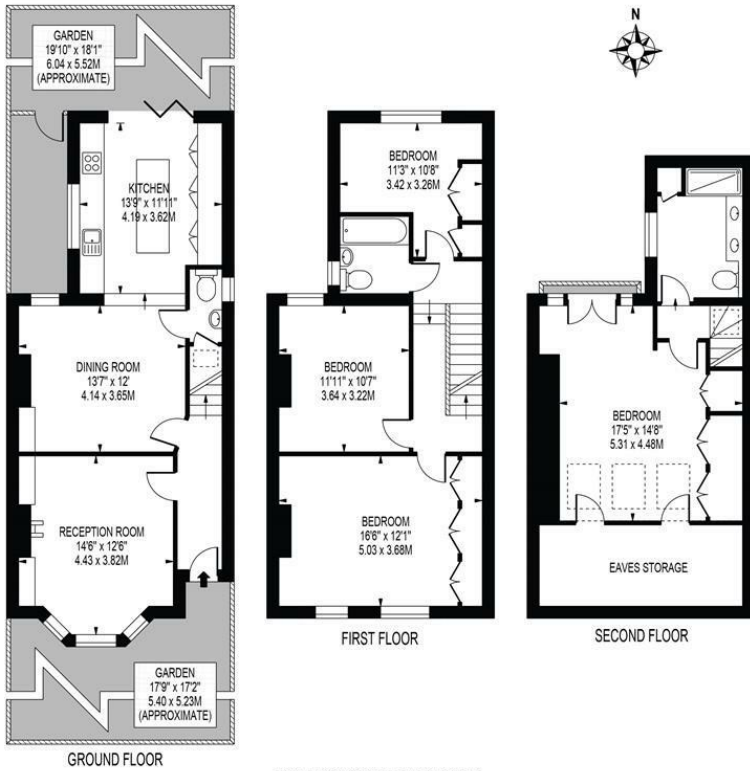 GARDEN
19'10" x 18'1"
6.04 x 5.52M
(APPROXIMATE)
KITCHEN
13'9" x 11'11"
4.19 x 3.62M
DINING ROOM
13'7" x 12'
4.14 x 3.65M
RECEPTION ROOM
14'6" x 12'6"
4.43 x 3.82M
GARDEN
17'9" x 17'2"
5.40 x 5.23M
(APPROXIMATE)
GROUND FLOOR
BEDROOM
11'3" x 10'8"
3.42 x 3.26M
BEDROOM
11'11" x 10'7"
3.64 x 3.22M
BEDROOM
16'6" x 12'1"
5.03 x 3.68M
FIRST FLOOR
N
BEDROOM
17'5" x 14'8"
5.31 x 4.48M
EAVES STORAGE
SECOND FLOOR